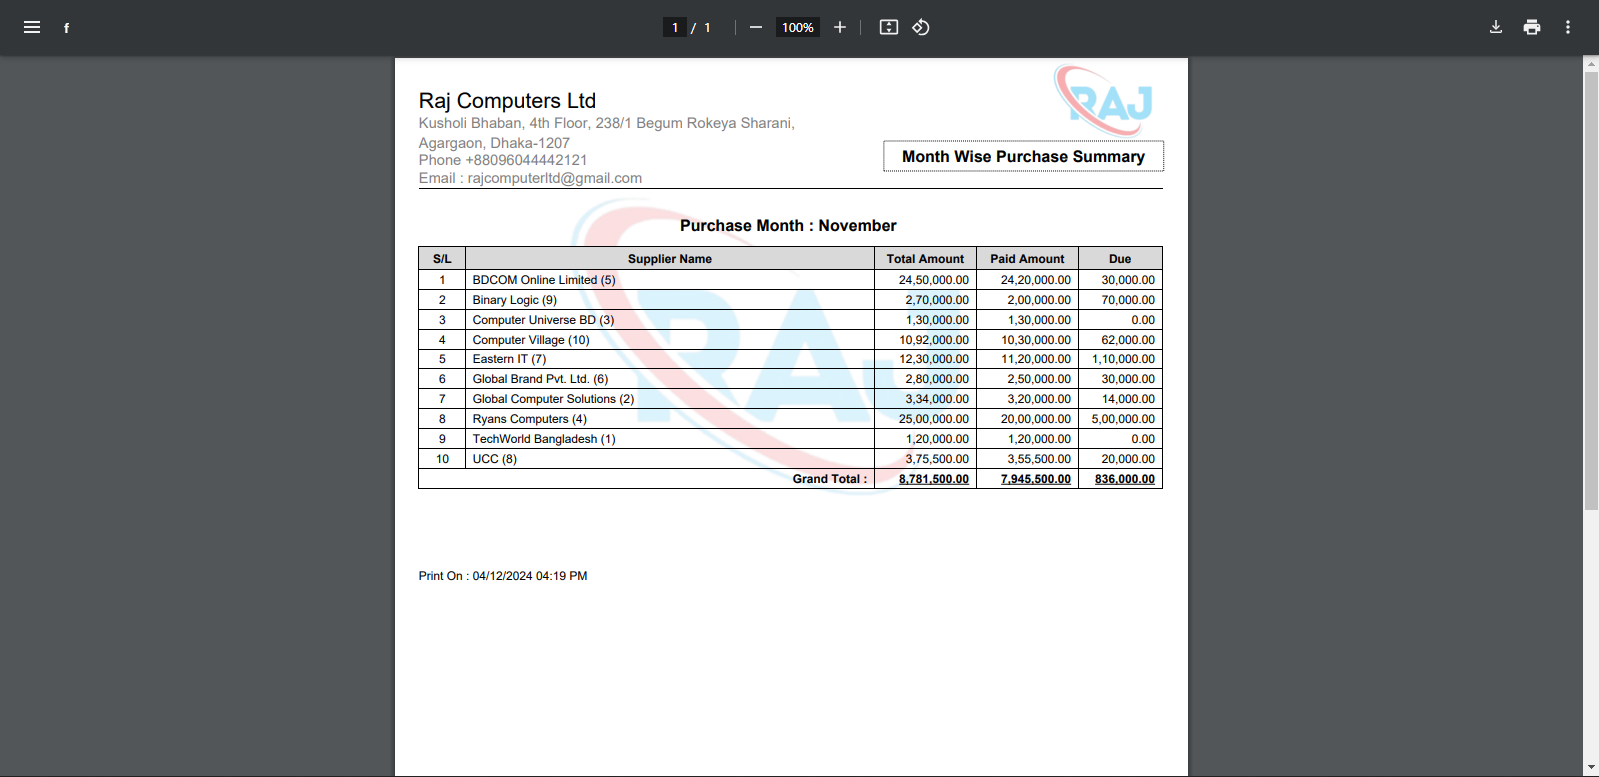 f
1 / 1
100%
RAJ
Raj Computers Ltd
Kusholi Bhaban, 4th Floor, 238/1 Begum Rokeya Sharani,
Agargaon, Dhaka-1207
Phone +88096044442121
Email : rajcomputerltd@gmail.com
Month Wise Purchase Summary
Purchase Month : November
S/L Supplier Name Total Amount Paid Amount Due
1 BDCOM Online Limited (5) 24,50,000.00 24,20,000.00 30,000.00
2 Binary Logic (9) 2,70,000.00 2,00,000.00 70,000.00
3 Computer Universe BD (3) 1,30,000.00 1,30,000.00 0.00
4 Computer Village (10) 10,92,000.00 10,30,000.00 62,000.00
5 Eastern IT (7) 12,30,000.00 11,20,000.00 1,10,000.00
6 Global Brand Pvt. Ltd. (6) 2,80,000.00 2,50,000.00 30,000.00
7 Global Computer Solutions (2) 3,34,000.00 3,20,000.00 14,000.00
8 Ryans Computers (4) 25,00,000.00 20,00,000.00 5,00,000.00
9 TechWorld Bangladesh (1) 1,20,000.00 1,20,000.00 0.00
10 UCC (8) 3,75,500.00 3,55,500.00 20,000.00
Grand Total : 8,781,500.00 7,945,500.00 836,000.00
RAJ
Print On : 04/12/2024 04:19 PM